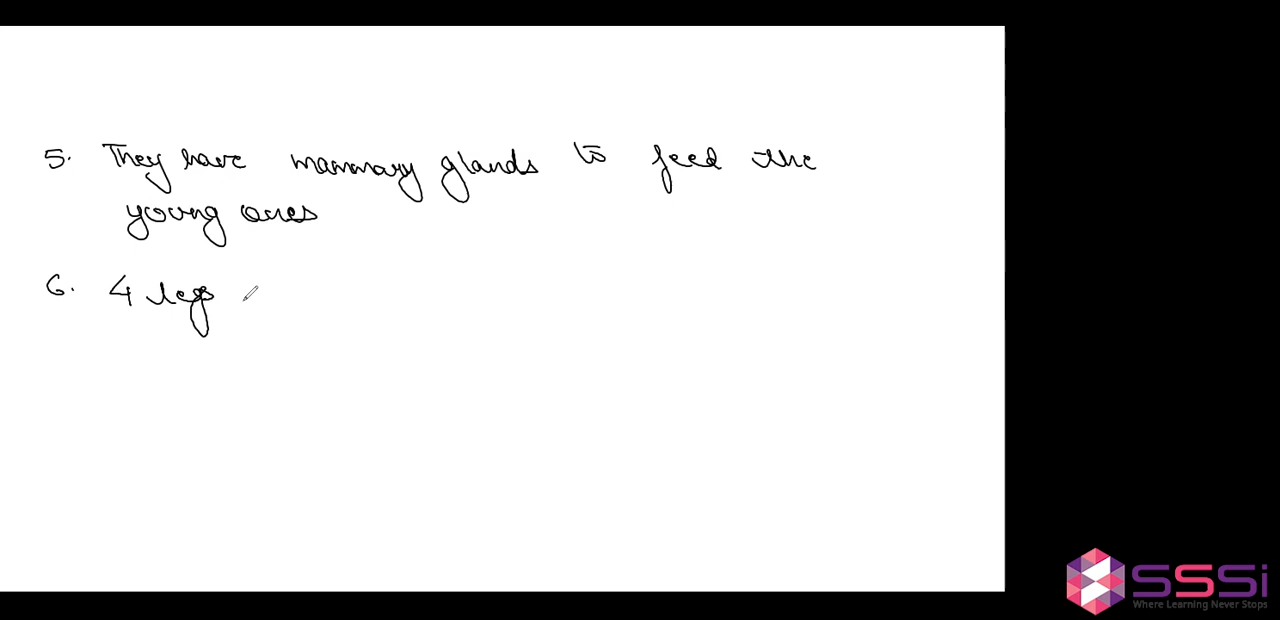 5. They have mammary glands to feed the
young ones
6. 4 legs
SSSi
Where Learning Never Stops